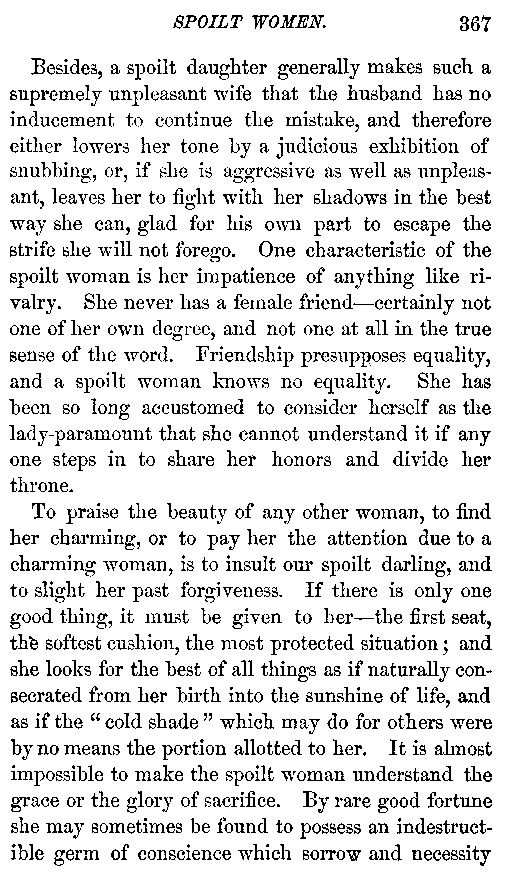 SPOILT WOMEN. 367
Besides, a spoilt daughter generally makes such a
supremely unpleasant wife that the husband has no
inducement to continue the mistake, and therefore
either lowers her tone by a judicious exhibition of
snubbing, or, if she is aggressive as well as unpleas-
ant, leaves her to fight with her shadows in the best
way she can, glad for his own part to escape the
strife she will not forego. One characteristic of the
spoilt woman is her impatience of anything like ri-
valry. She never has a female friend—certainly not
one of her own degree, and not one at all in the true
sense of the word. Friendship presupposes equality,
and a spoilt woman knows no equality. She has
been so long accustomed to consider herself as the
lady-paramount that she cannot understand it if any
one steps in to share her honors and divide her
throne.
To praise the beauty of any other woman, to find
her charming, or to pay her the attention due to a
charming woman, is to insult our spoilt darling, and
to slight her past forgiveness. If there is only one
good thing, it must be given to her—the first seat,
the softest cushion, the most protected situation; and
she looks for the best of all things as if naturally con-
secrated from her birth into the sunshine of life, and
as if the "cold shade" which may do for others were
by no means the portion allotted to her. It is almost
impossible to make the spoilt woman understand the
grace or the glory of sacrifice. By rare good fortune
she may sometimes be found to possess an indestruct-
ible germ of conscience which sorrow and necessity